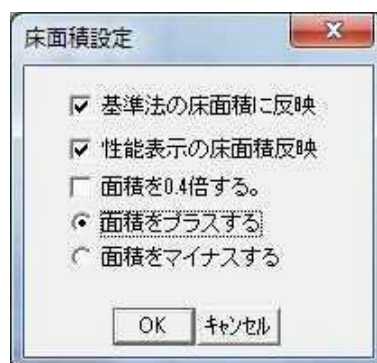 床面積設定
基準法の床面積に反映
性能表示の床面積反映
面積を0.4倍する。
面積をプラスする
面積をマイナスする
OK キャンセル